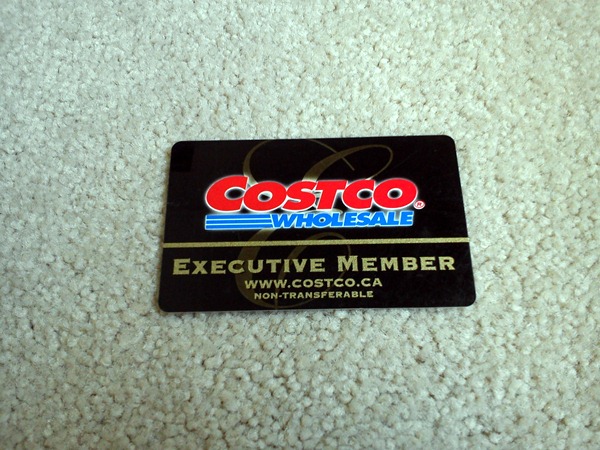 COSTCO®
WHOLESALE
EXECUTIVE MEMBER
WWW.COSTCO.CA
NON-TRANSFERABLE